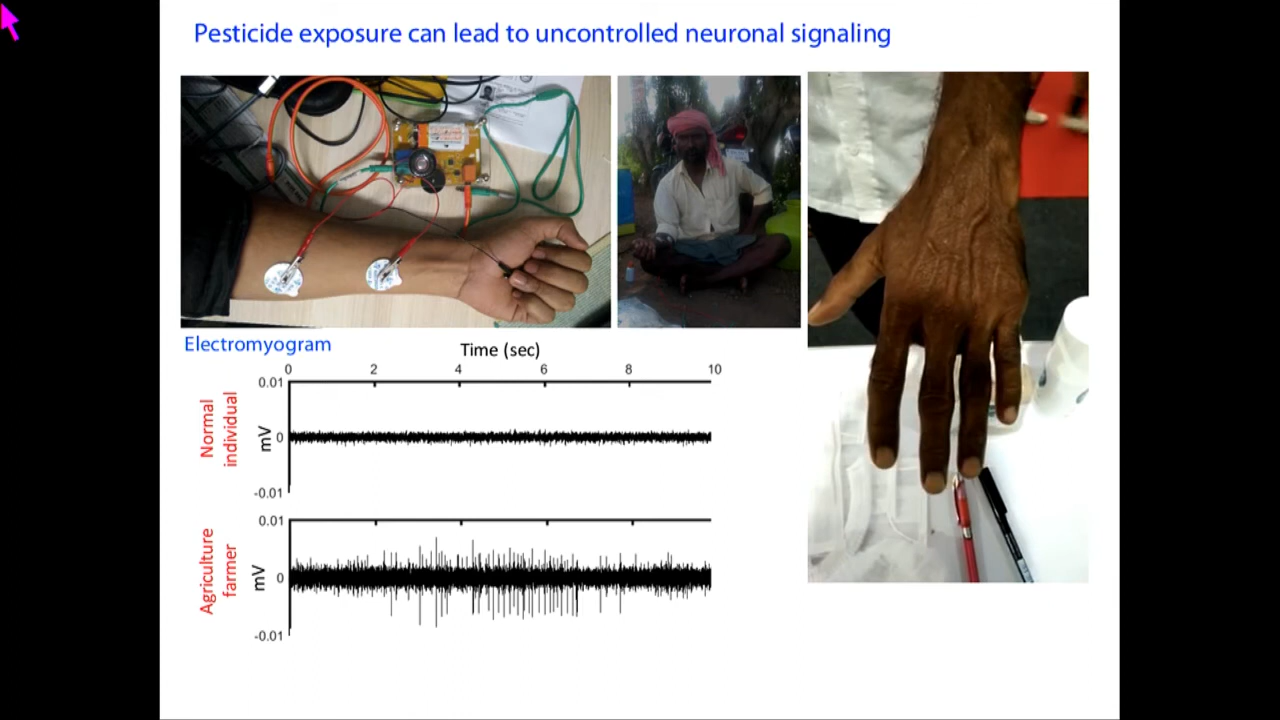 Pesticide exposure can lead to uncontrolled neuronal signaling
Electromyogram
Time (sec)
0 2 4 6 8 10
Normal
individual
mV
0.01
0
-0.01
Agriculture
farmer
mV
0.01
0
-0.01